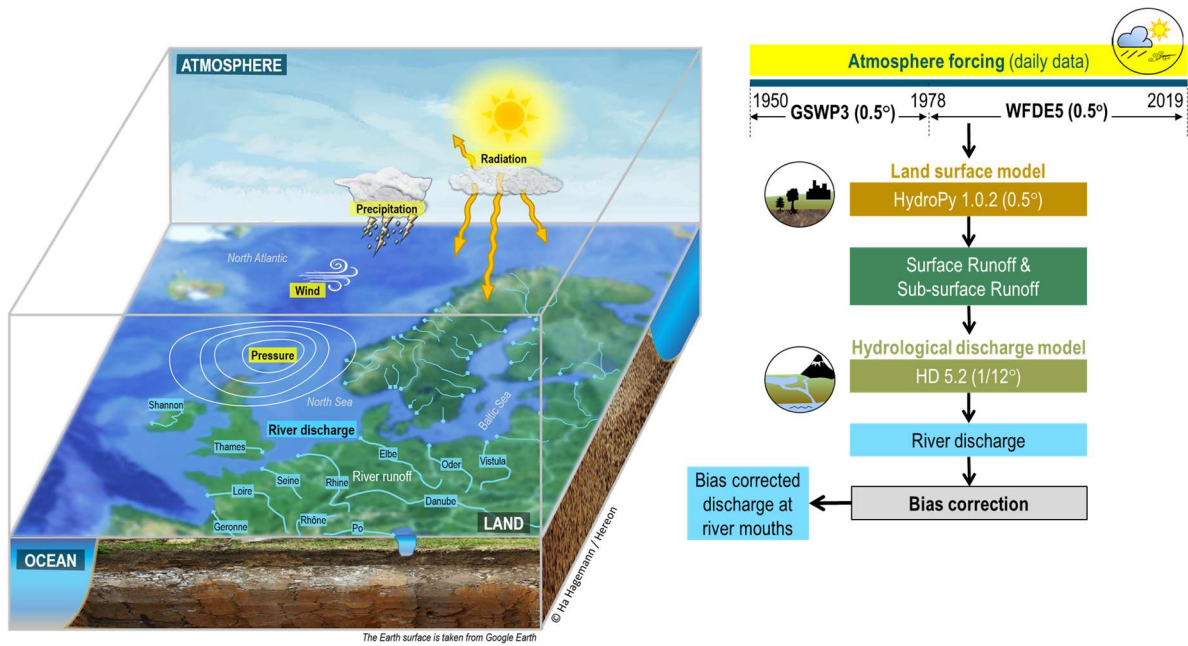 ATMOSPHERE
Radiation
Precipitation
North Atlantic
Wind
Pressure
Shannon
North Sea
Baltic Sea
River discharge
Thames
Elbe
Oder
Vistula
Seine
Rhine
River runoff
Loire
Danube
Geronne
Rhône
Po
LAND
OCEAN
© Ha Hagemann / Hereon
The Earth surface is taken from Google Earth
Atmosphere forcing (daily data)
1950 1978 2019
GSWP3 (0.5°) WFDE5 (0.5°)
Land surface model
HydroPy 1.0.2 (0.5°)
Surface Runoff &
Sub-surface Runoff
Hydrological discharge model
HD 5.2 (1/12°)
River discharge
Bias correction
Bias corrected
discharge at
river mouths